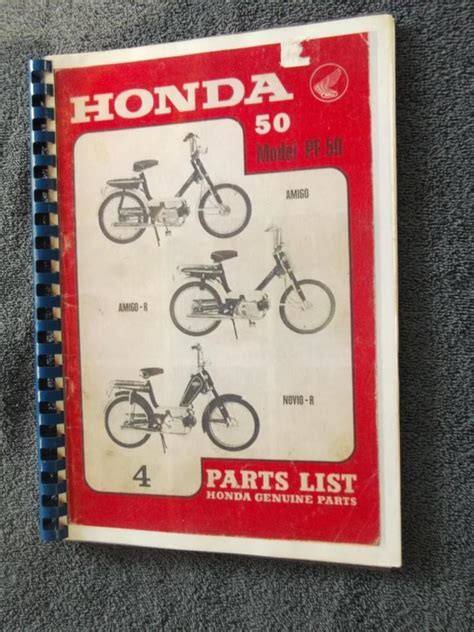 HONDA
50
Model PF 50
AMIGO
AMIGO-R
NOVIO-R
4
PARTS LIST
HONDA GENUINE PARTS